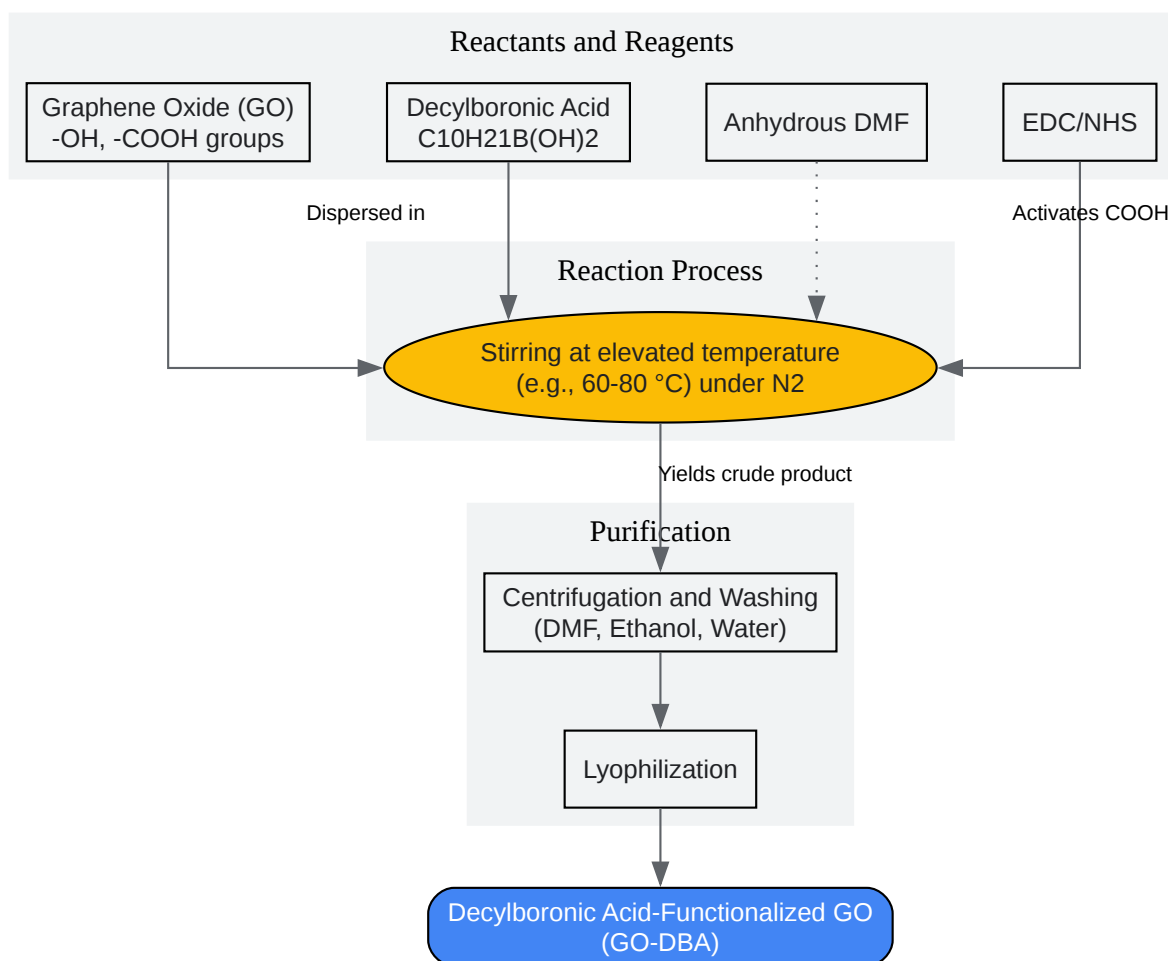 Reactants and Reagents
Graphene Oxide (GO)
-OH, -COOH groups
Decylboronic Acid
C10H21B(OH)2
Anhydrous DMF
EDC/NHS
Dispersed in
Activates COOH
Reaction Process
Stirring at elevated temperature
(e.g., 60-80 °C) under N2
Yields crude product
Purification
Centrifugation and Washing
(DMF, Ethanol, Water)
Lyophilization
Decylboronic Acid-Functionalized GO
(GO-DBA)